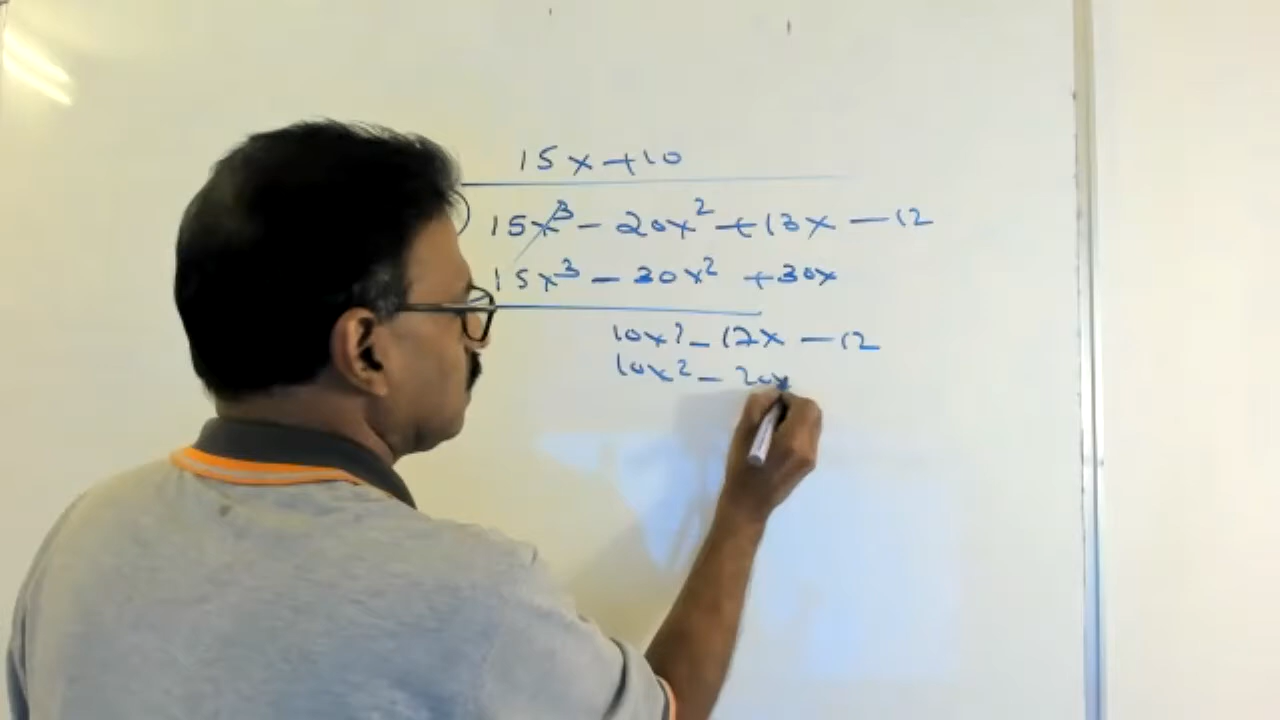 15x+10
15x³ - 20x² + 13x - 12
15x³ - 30x² + 30x
10x² - 17x - 12
10x² - 20x